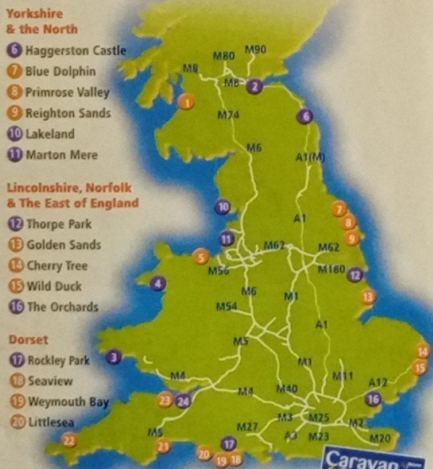 Yorkshire
& the North
6 Haggerston Castle
7 Blue Dolphin
8 Primrose Valley
9 Reighton Sands
10 Lakeland
11 Marton Mere
Lincolnshire, Norfolk
& The East of England
12 Thorpe Park
13 Golden Sands
14 Cherry Tree
15 Wild Duck
16 The Orchards
Dorset
17 Rockley Park
18 Seaview
19 Weymouth Bay
20 Littlesea
M80 M90
M8
M8 2
1
M74
6
M6
A1(M)
10
A1
7
8
9
11
M62 M62
5
M56
M180
12
4
M6
M1
13
M54
A1
M5
3
M1
14
15
M4
M11
A12
M4 M40
23 24
16
M3 M25
M2
M5
M27
A3 M23 M20
22
21
20 19 18
17
Caravan